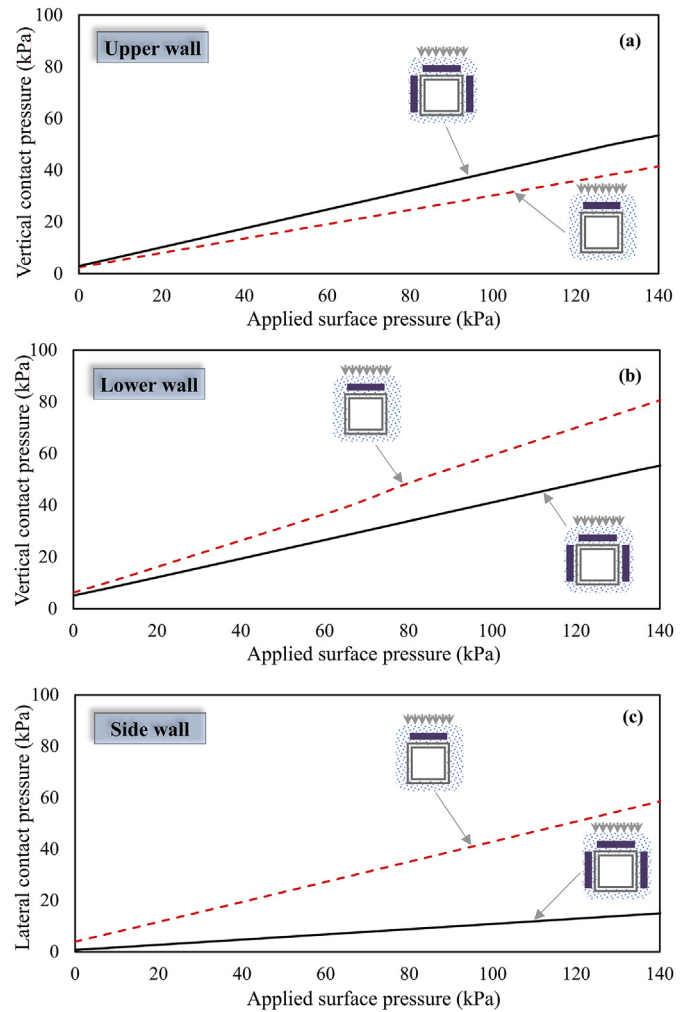 100
80
60
40
20
0
Vertical contact pressure (kPa)
Upper wall
(a)
0 20 40 60 80 100 120 140
Applied surface pressure (kPa)
100
80
60
40
20
0
Vertical contact pressure (kPa)
Lower wall
(b)
0 20 40 60 80 100 120 140
Applied surface pressure (kPa)
100
80
60
40
20
0
Lateral contact pressure (kPa)
Side wall
(c)
0 20 40 60 80 100 120 140
Applied surface pressure (kPa)